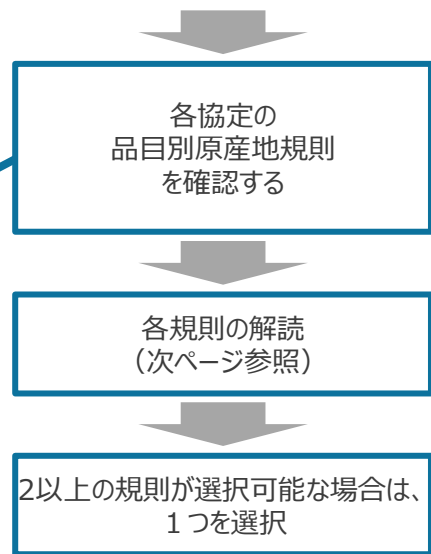 各協定の
品目別原産地規則
を確認する
各規則の解読
（次ページ参照）
2以上の規則が選択可能な場合は、
１つを選択